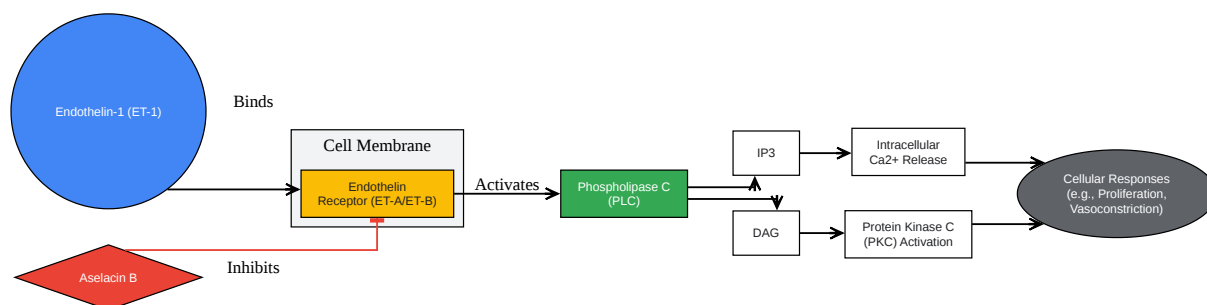 Endothelin-1 (ET-1)
Binds
Cell Membrane
Endothelin
Receptor (ET-A/ET-B)
Activates
Phospholipase C
(PLC)
IP3
Intracellular
Ca2+ Release
DAG
Protein Kinase C
(PKC) Activation
Cellular Responses
(e.g., Proliferation,
Vasoconstriction)
Aselacin B
Inhibits